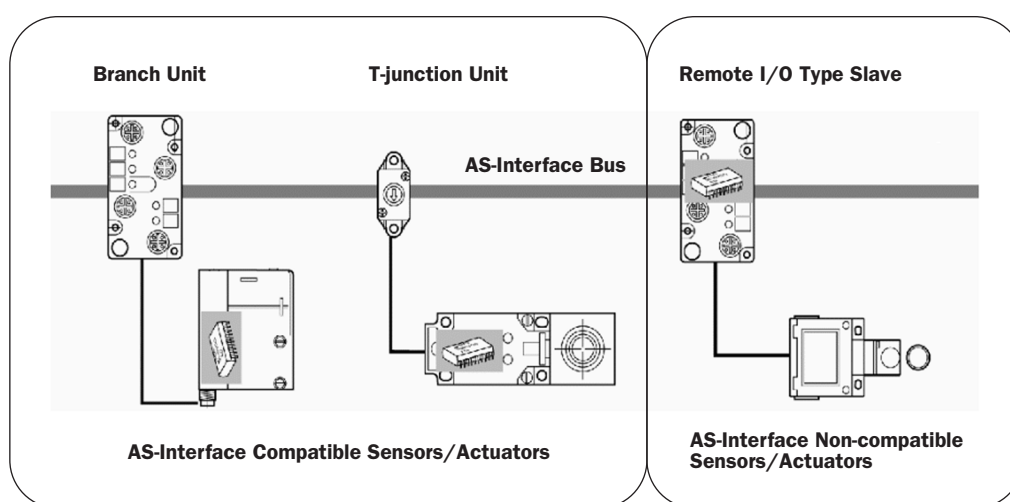 Branch Unit
T-junction Unit
Remote I/O Type Slave
AS-Interface Bus
AS-Interface Compatible Sensors/Actuators
AS-Interface Non-compatible
Sensors/Actuators